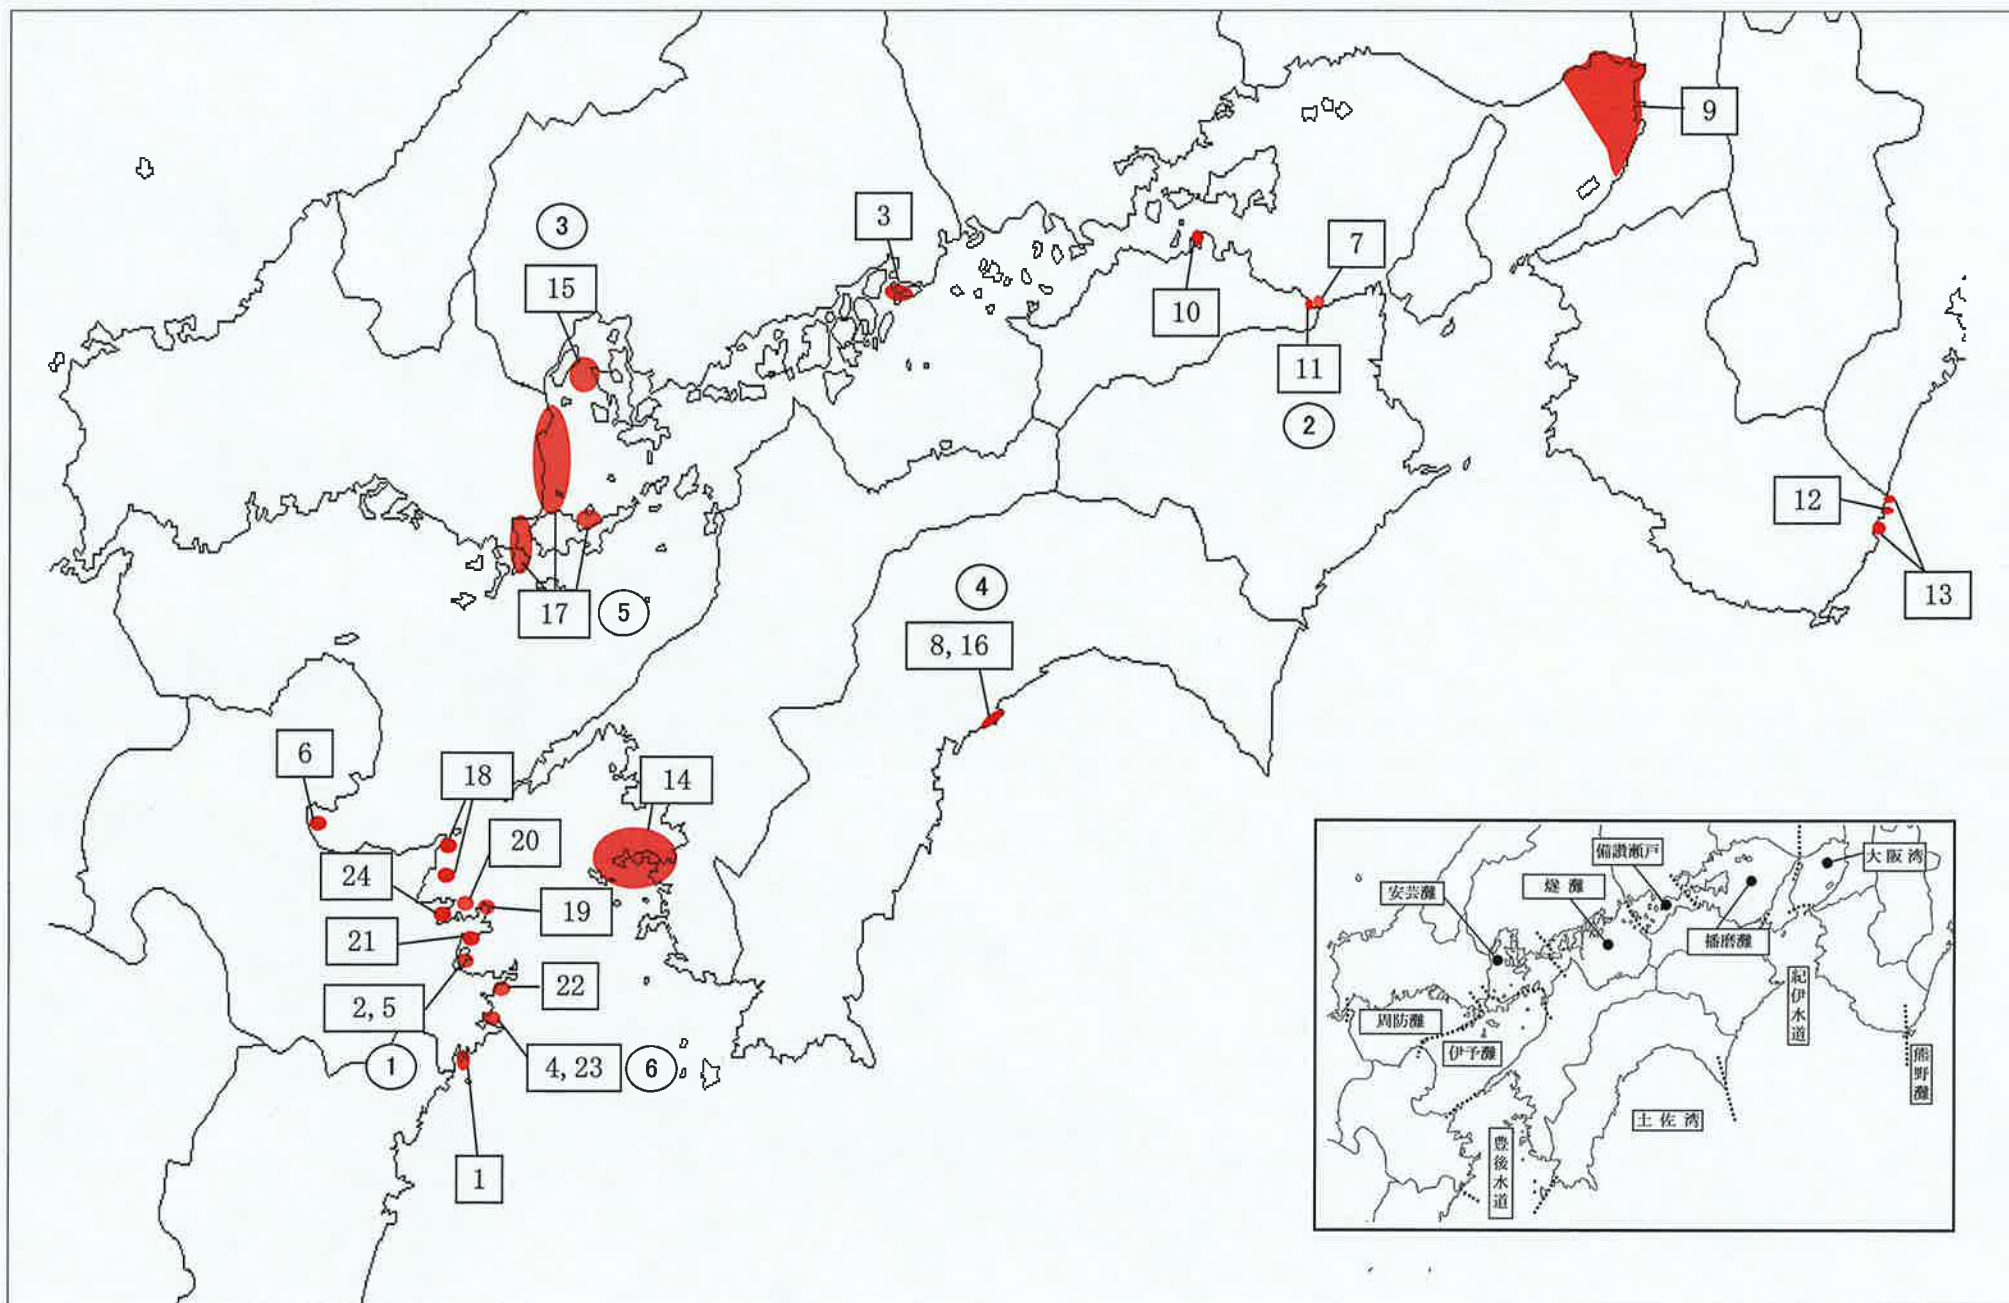 9
3
③
7
15
10
11
②
12
13
④
17
⑤
8, 16
6
18
14
20
24
19
21
22
2, 5
①
4, 23
⑥
1
備讃瀬戸
大阪湾
燧灘
安芸灘
播磨灘
紀伊水道
周防灘
伊予灘
熊野灘
土佐湾
豊後水道